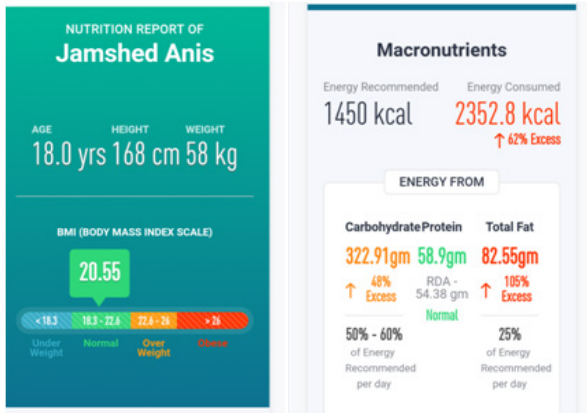 NUTRITION REPORT OF
Jamshed Anis
AGE HEIGHT WEIGHT
18.0 yrs 168 cm 58 kg
BMI (BODY MASS INDEX SCALE)
20.55
< 18.3 18.3 - 22.6 22.6 - 26 > 26
Under Weight Normal Over Weight Obese
Macronutrients
Energy Recommended Energy Consumed
1450 kcal 2352.8 kcal
↑ 62% Excess
ENERGY FROM
Carbohydrate Protein Total Fat
322.91gm 58.9gm 82.55gm
↑ 48% Excess RDA - 54.38 gm ↑ 105% Excess
Normal
50% - 60% 25%
of Energy of Energy
Recommended Recommended
per day per day